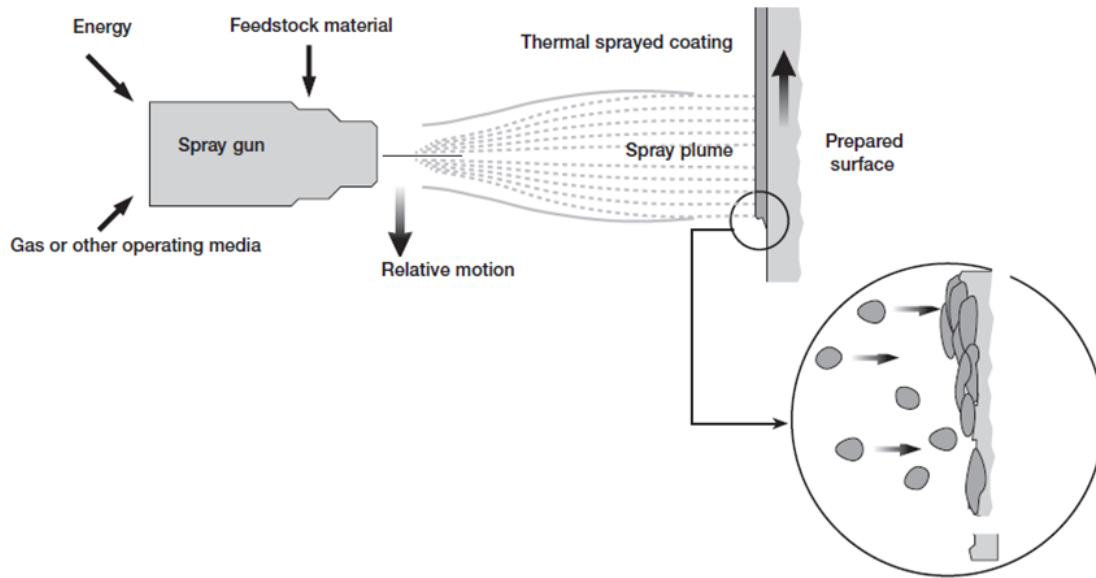 Energy
Feedstock material
Thermal sprayed coating
Spray gun
Spray plume
Prepared
surface
Gas or other operating media
Relative motion